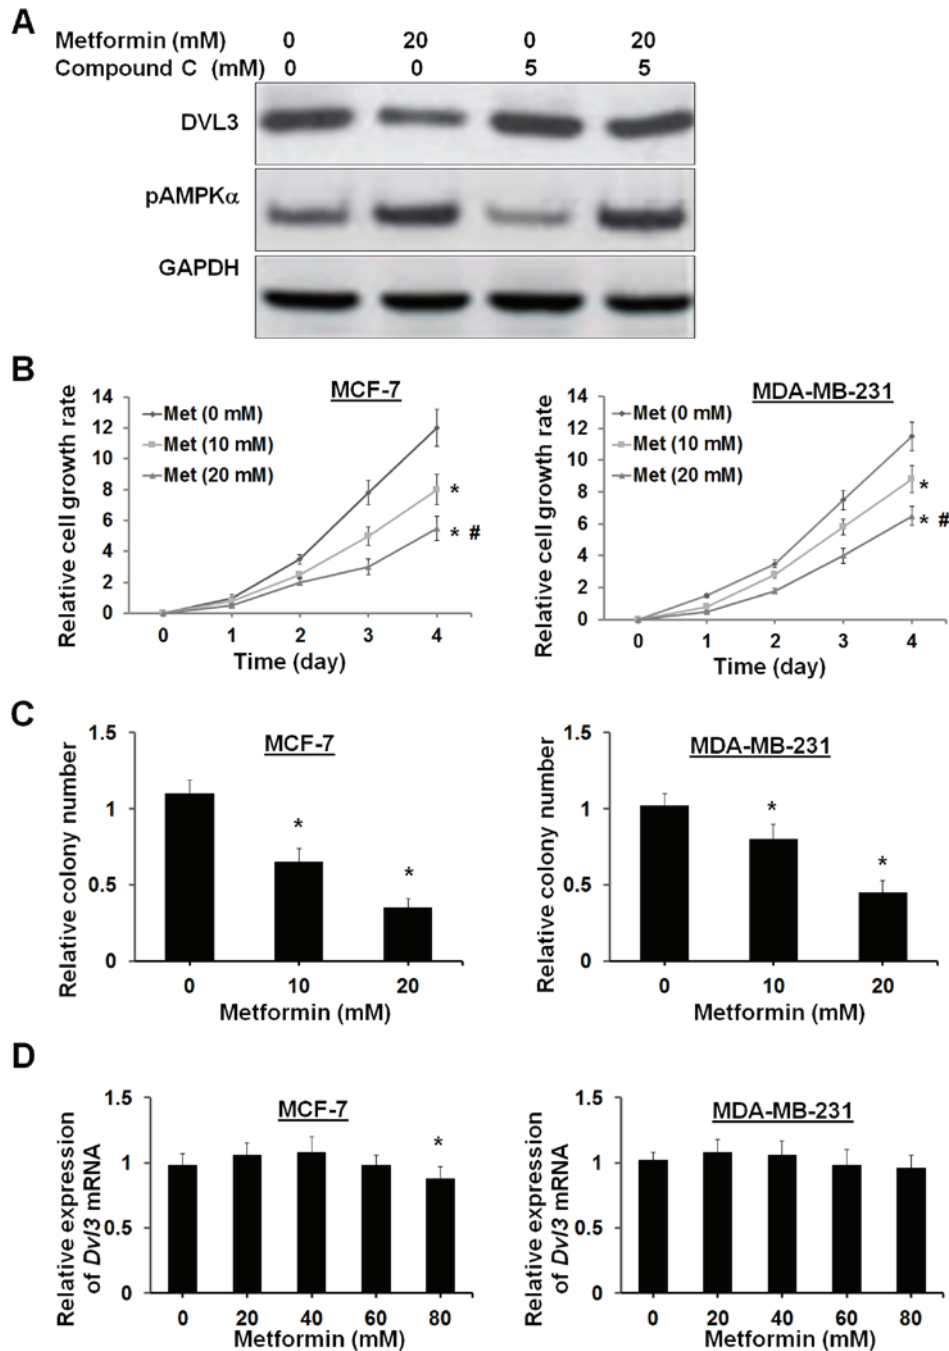 A
Metformin (mM) 0 20 0 20
Compound C (mM) 0 0 5 5
DVL3
pAMPKα
GAPDH
B
MCF-7
Relative cell growth rate
14
12
10
8
6
4
2
0
Met (0 mM)
Met (10 mM)
Met (20 mM)
*
* #
0 1 2 3 4
Time (day)
MDA-MB-231
Relative cell growth rate
14
12
10
8
6
4
2
0
Met (0 mM)
Met (10 mM)
Met (20 mM)
*
* #
0 1 2 3 4
Time (day)
C
MCF-7
Relative colony number
1.5
1
0.5
0
* *
0 10 20
Metformin (mM)
MDA-MB-231
Relative colony number
1.5
1
0.5
0
* *
0 10 20
Metformin (mM)
D
MCF-7
Relative expression
of Dvl3 mRNA
1.5
1
0.5
0
*
0 20 40 60 80
Metformin (mM)
MDA-MB-231
Relative expression
of Dvl3 mRNA
1.5
1
0.5
0
0 20 40 60 80
Metformin (mM)